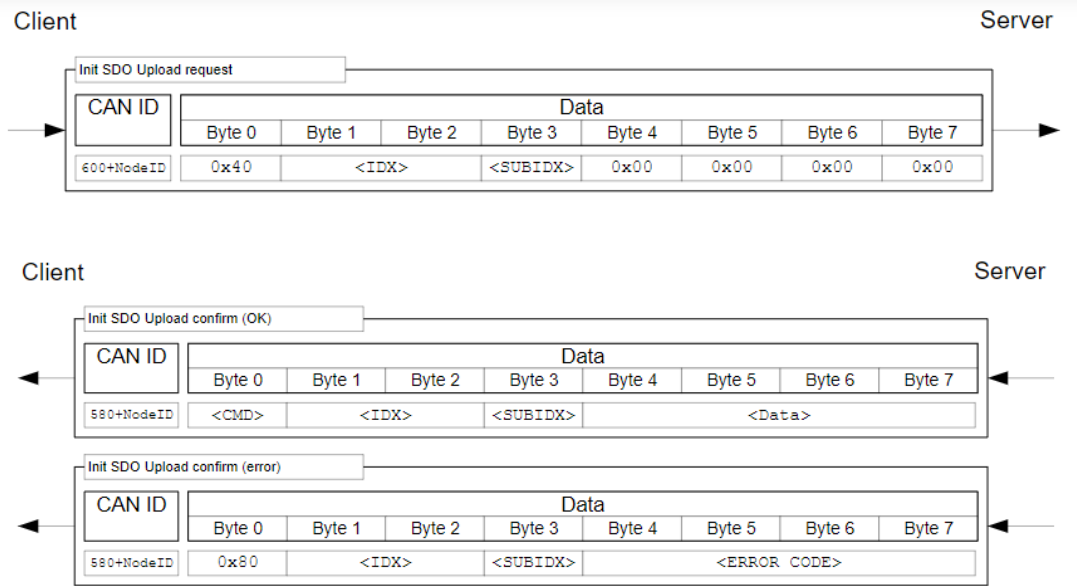 Client Server
Init SDO Upload request
CAN ID Data
Byte 0 Byte 1 Byte 2 Byte 3 Byte 4 Byte 5 Byte 6 Byte 7
600+NodeID 0x40 <IDX> <SUBIDX> 0x00 0x00 0x00 0x00
Client Server
Init SDO Upload confirm (OK)
CAN ID Data
Byte 0 Byte 1 Byte 2 Byte 3 Byte 4 Byte 5 Byte 6 Byte 7
580+NodeID <CMD> <IDX> <SUBIDX> <Data>
Init SDO Upload confirm (error)
CAN ID Data
Byte 0 Byte 1 Byte 2 Byte 3 Byte 4 Byte 5 Byte 6 Byte 7
580+NodeID 0x80 <IDX> <SUBIDX> <ERROR CODE>